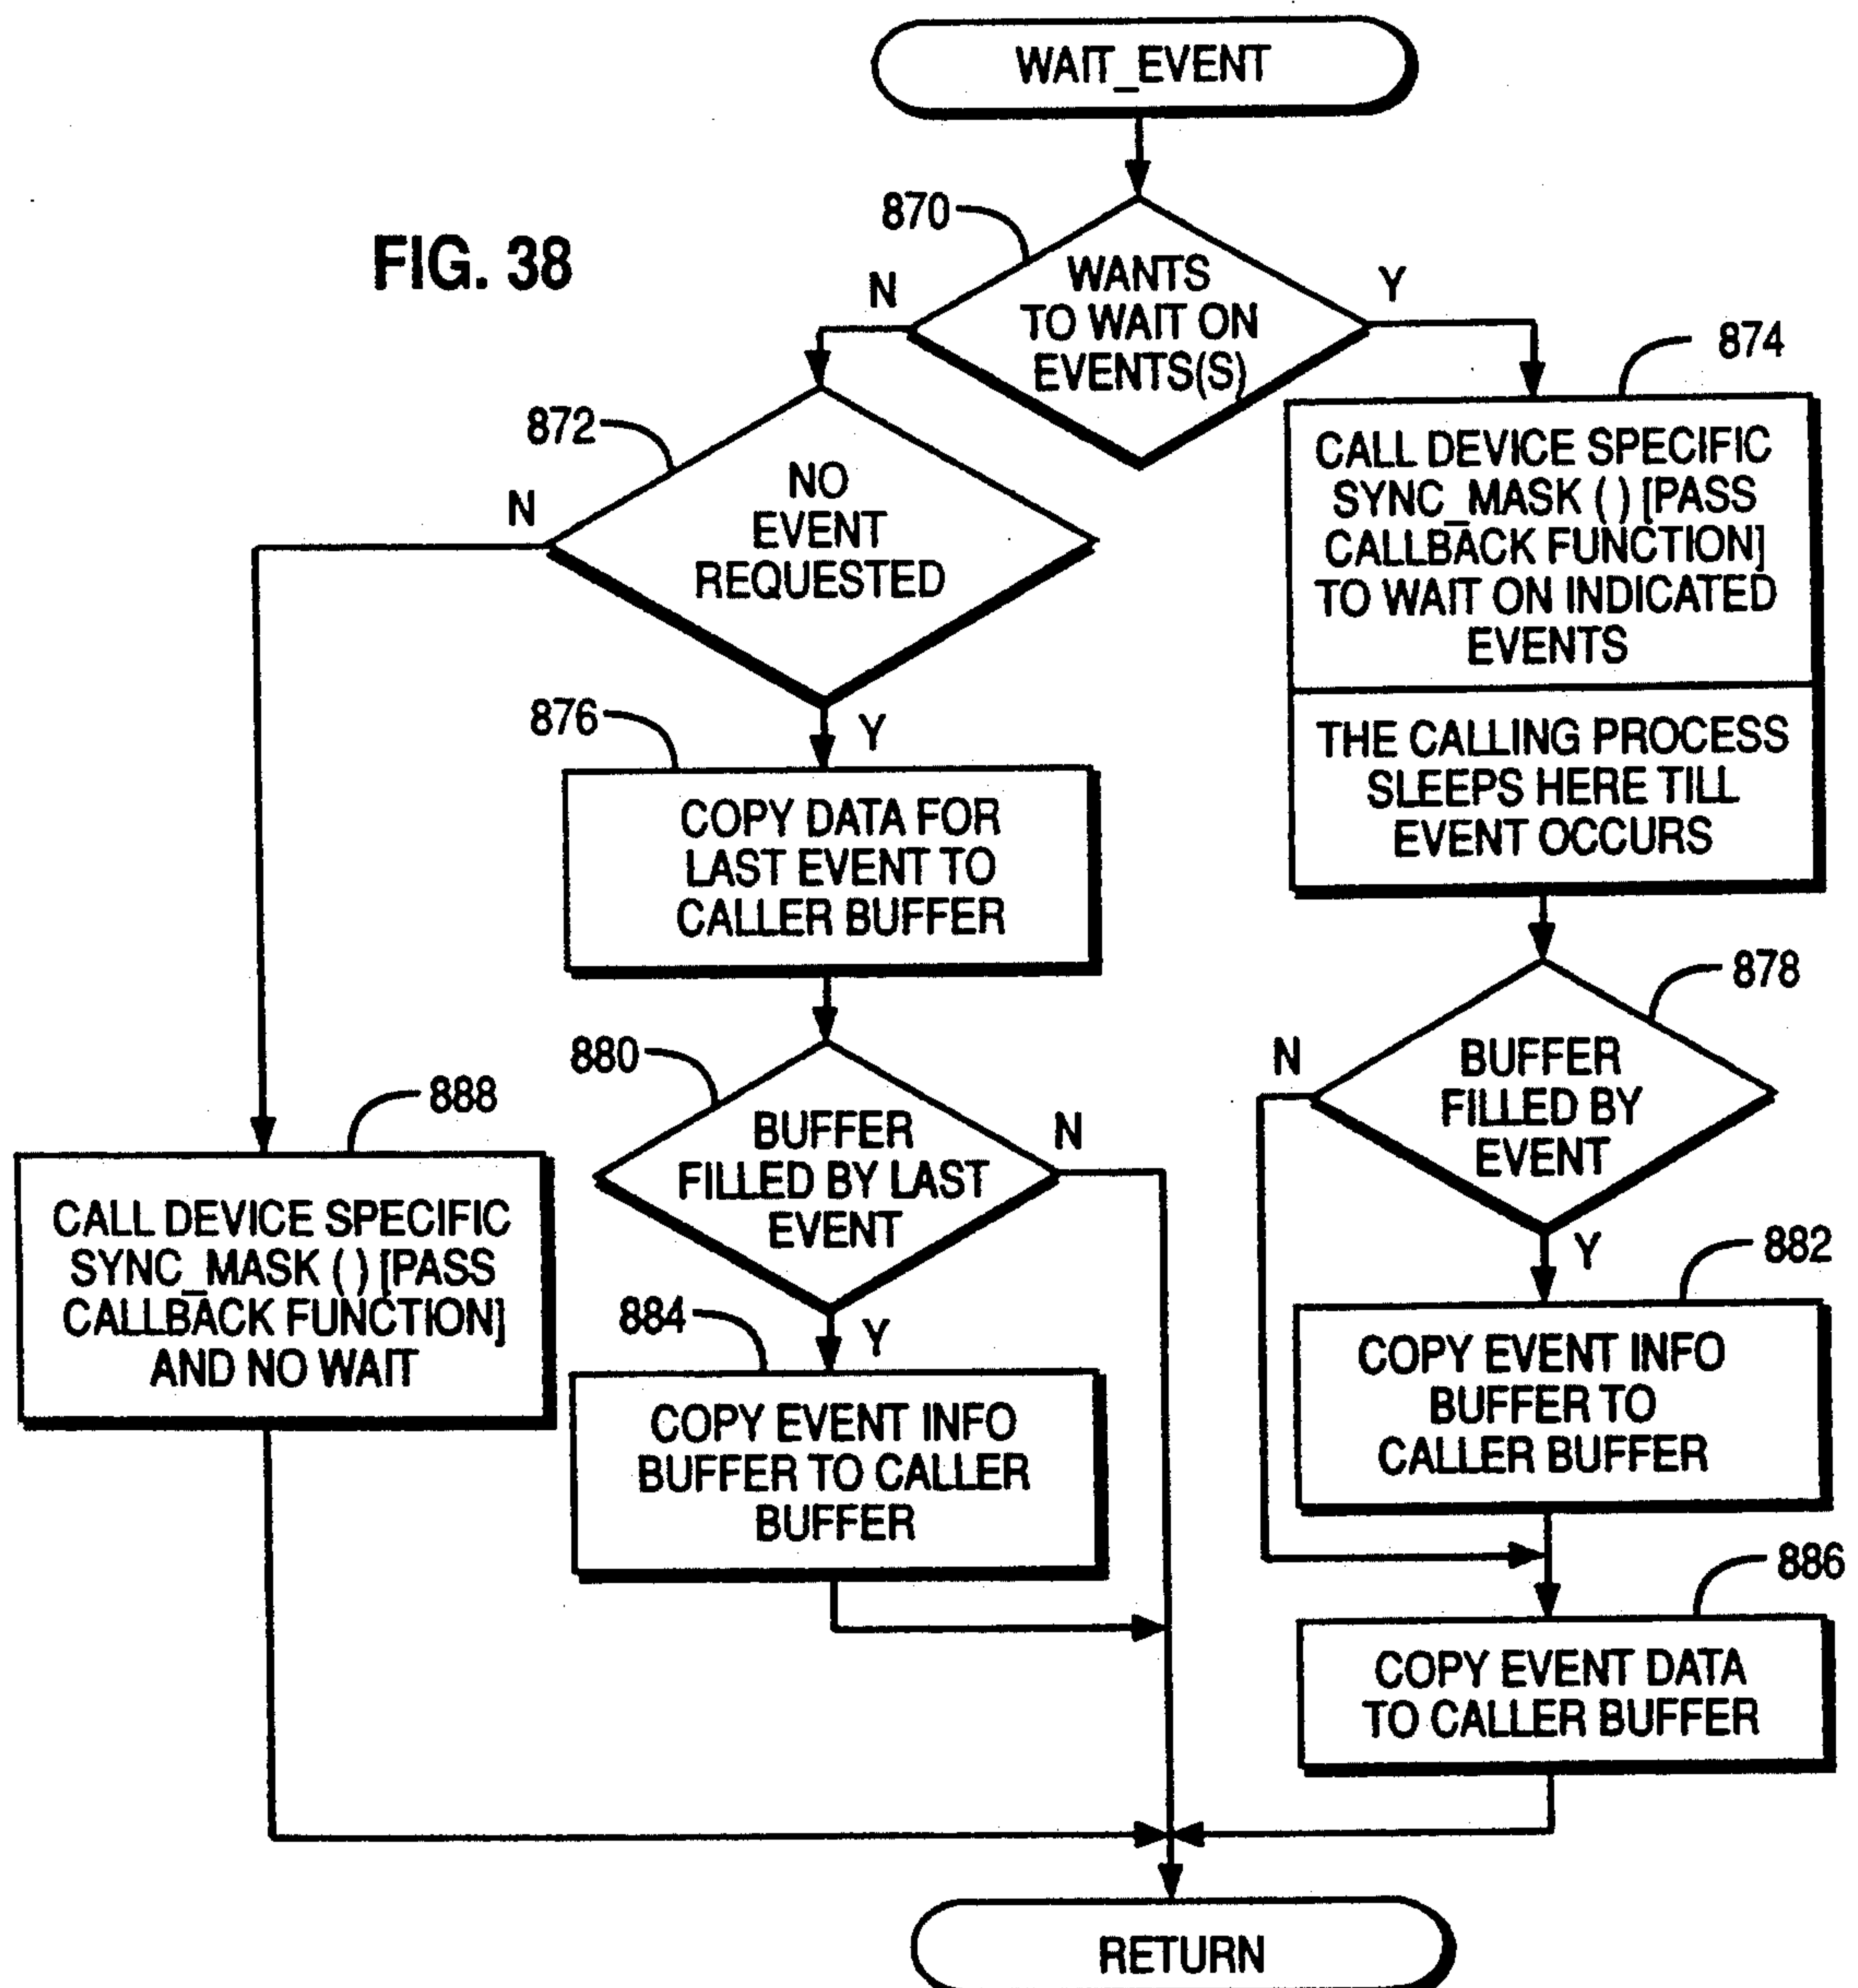 WAIT_EVENT
FIG. 38
870
WANTS
TO WAIT ON
EVENTS(S)
N
Y
872
NO
EVENT
REQUESTED
N
Y
874
CALL DEVICE SPECIFIC
SYNC_MASK ( ) [PASS
CALLBACK FUNCTION]
TO WAIT ON INDICATED
EVENTS
THE CALLING PROCESS
SLEEPS HERE TILL
EVENT OCCURS
876
COPY DATA FOR
LAST EVENT TO
CALLER BUFFER
878
BUFFER
FILLED BY
EVENT
N
Y
880
BUFFER
FILLED BY LAST
EVENT
N
Y
888
CALL DEVICE SPECIFIC
SYNC_MASK ( ) [PASS
CALLBACK FUNCTION]
AND NO WAIT
884
COPY EVENT INFO
BUFFER TO CALLER
BUFFER
882
COPY EVENT INFO
BUFFER TO
CALLER BUFFER
886
COPY EVENT DATA
TO CALLER BUFFER
RETURN